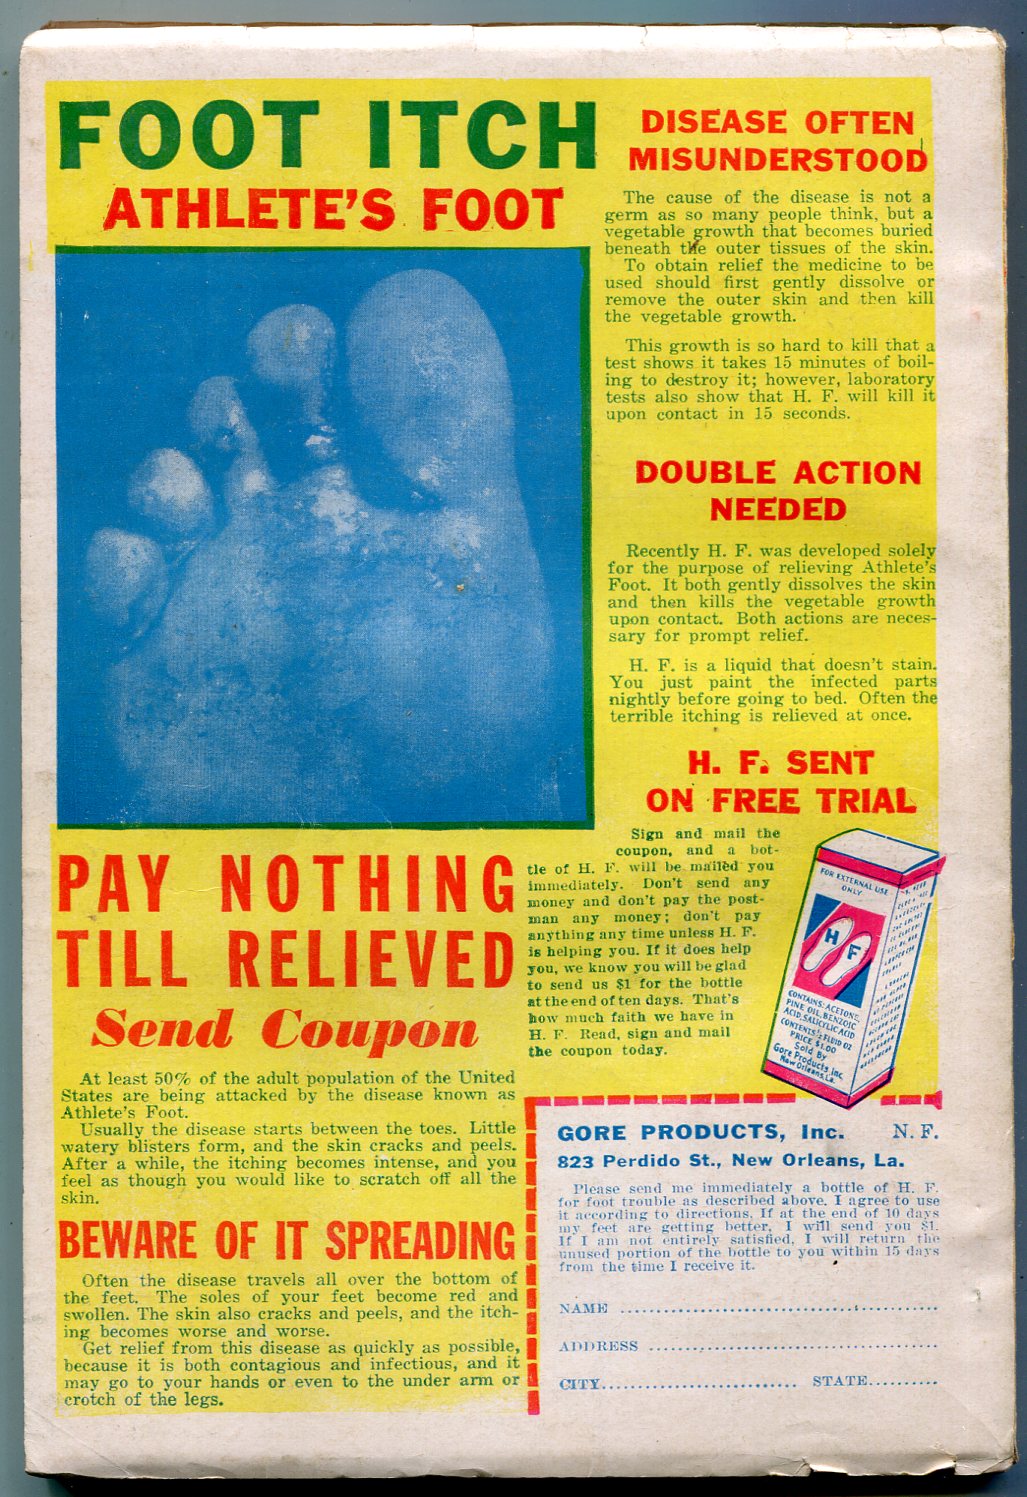 FOOT ITCH
ATHLETE'S FOOT
PAY NOTHING
TILL RELIEVED
Send Coupon
At least 50% of the adult population of the United
States are being attacked by the disease known as
Athlete's Foot.
Usually the disease starts between the toes. Little
watery blisters form, and the skin cracks and peels.
After a while, the itching becomes intense, and you
feel as though you would like to scratch off all the
skin.
BEWARE OF IT SPREADING
Often the disease travels all over the bottom of
the feet. The soles of your feet become red and
swollen. The skin also cracks and peels, and the itch-
ing becomes worse and worse.
Get relief from this disease as quickly as possible,
because it is both contagious and infectious, and it
may go to your hands or even to the under arm or
crotch of the legs.
DISEASE OFTEN
MISUNDERSTOOD
The cause of the disease is not a
germ as so many people think, but a
vegetable growth that becomes buried
beneath the outer tissues of the skin.
To obtain relief the medicine to be
used should first gently dissolve or
remove the outer skin and then kill
the vegetable growth.
This growth is so hard to kill that a
test shows it takes 15 minutes of boil-
ing to destroy it; however, laboratory
tests also show that H. F. will kill it
upon contact in 15 seconds.
DOUBLE ACTION
NEEDED
Recently H. F. was developed solely
for the purpose of relieving Athlete's
Foot. It both gently dissolves the skin
and then kills the vegetable growth
upon contact. Both actions are neces-
sary for prompt relief.
H. F. is a liquid that doesn't stain.
You just paint the infected parts
nightly before going to bed. Often the
terrible itching is relieved at once.
H. F. SENT
ON FREE TRIAL
Sign and mail the
coupon, and a bot-
tle of H. F. will be mailed you
immediately. Don't send any
money and don't pay the post-
man any money; don't pay
anything any time unless H. F.
is helping you. If it does help
you, we know you will be glad
to send us $1 for the bottle
at the end of ten days. That's
how much faith we have in
H. F. Read, sign and mail
the coupon today.
FOR EXTERNAL USE
ONLY
H F
CONTAINS: ACETONE,
PINE OIL, BENZOIC
ACID, SALICYLIC ACID
CONTENTS ½ FLUID OZ
PRICE $1.00
Sold By
Gore Products, Inc.
New Orleans, La.
GORE PRODUCTS, Inc. N. F.
823 Perdido St., New Orleans, La.
Please send me immediately a bottle of H. F.
for foot trouble as described above. I agree to use
it according to directions. If at the end of 10 days
my feet are getting better, I will send you $1.
If I am not entirely satisfied, I will return the
unused portion of the bottle to you within 15 days
from the time I receive it.
NAME
ADDRESS
CITY STATE